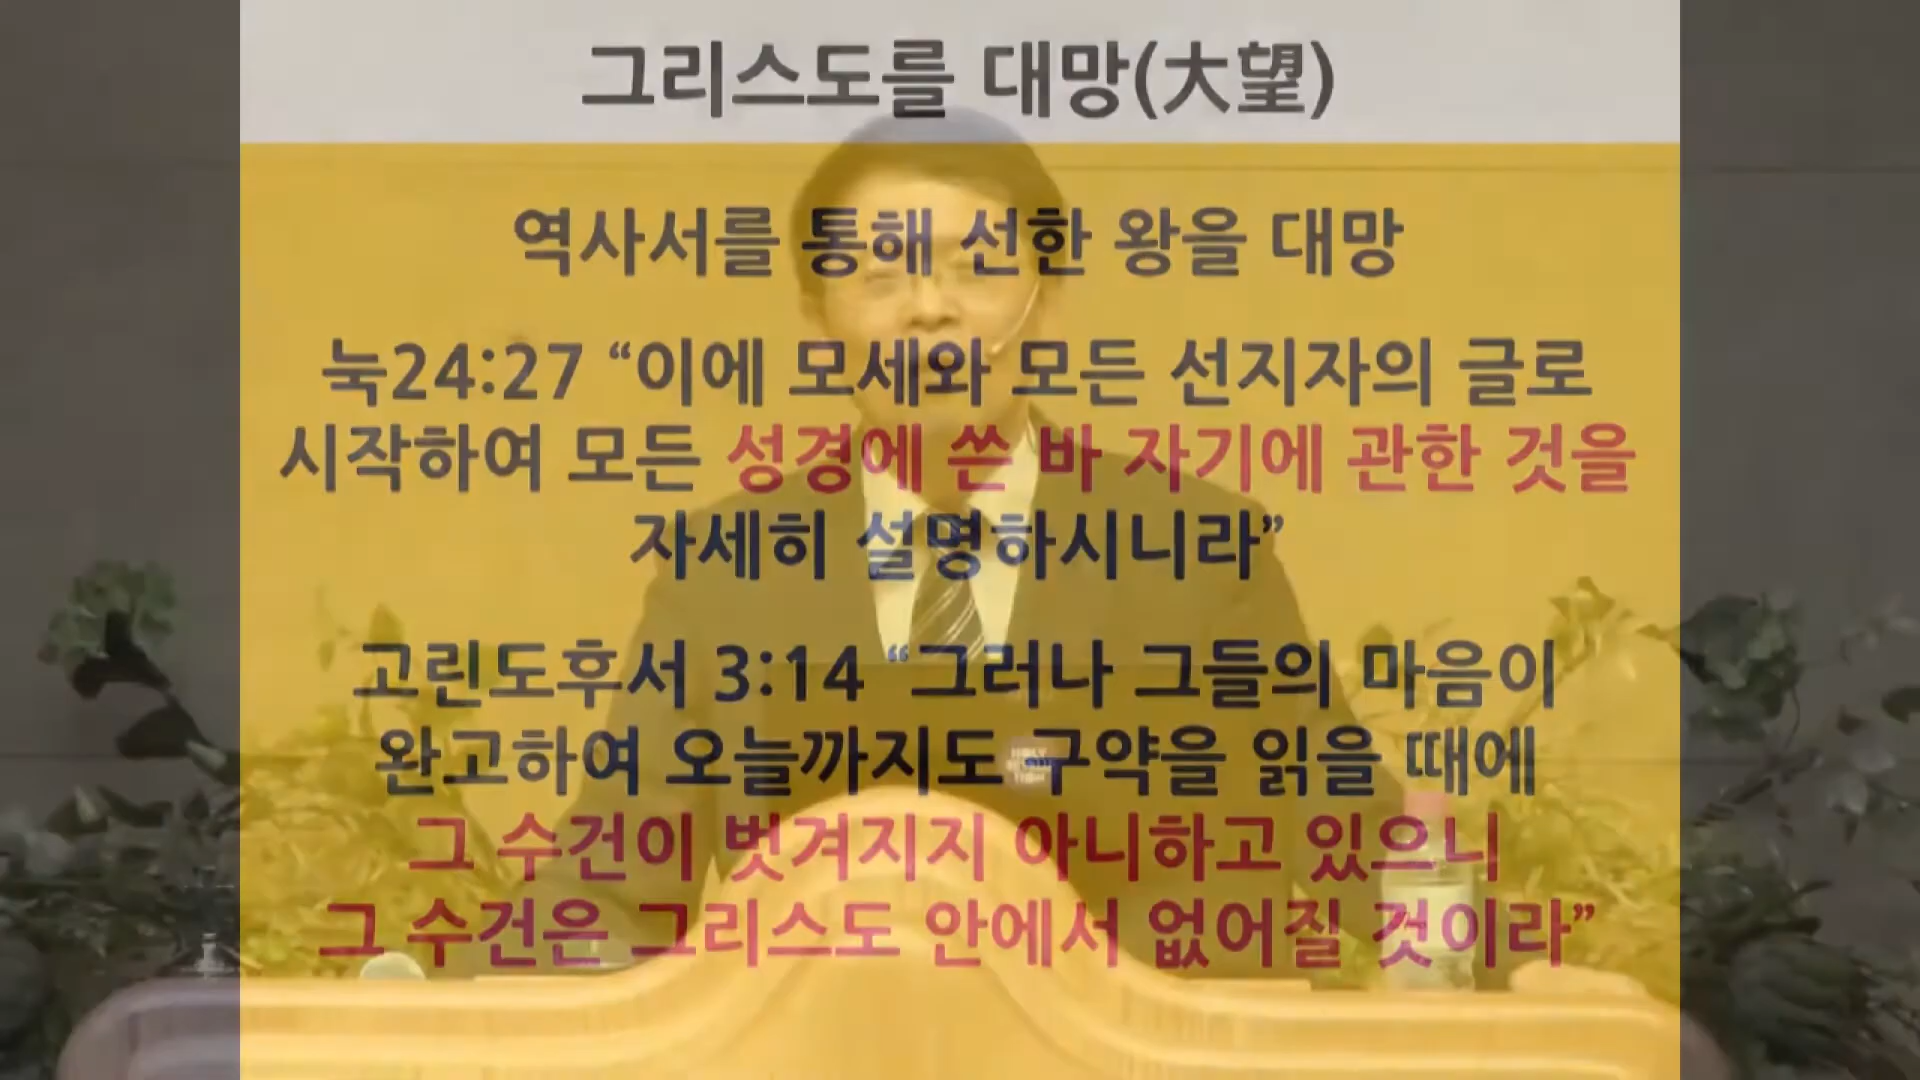 그리스도를 대망(大望)
역사서를 통해 선한 왕을 대망
눅24:27 “이에 모세와 모든 선지자의 글로
시작하여 모든 성경에 쓴 바 자기에 관한 것을
자세히 설명하시니라”
고린도후서 3:14 “그러나 그들의 마음이
완고하여 오늘까지도 구약을 읽을 때에
그 수건이 벗겨지지 아니하고 있으니
그 수건은 그리스도 안에서 없어질 것이라”
HOLY